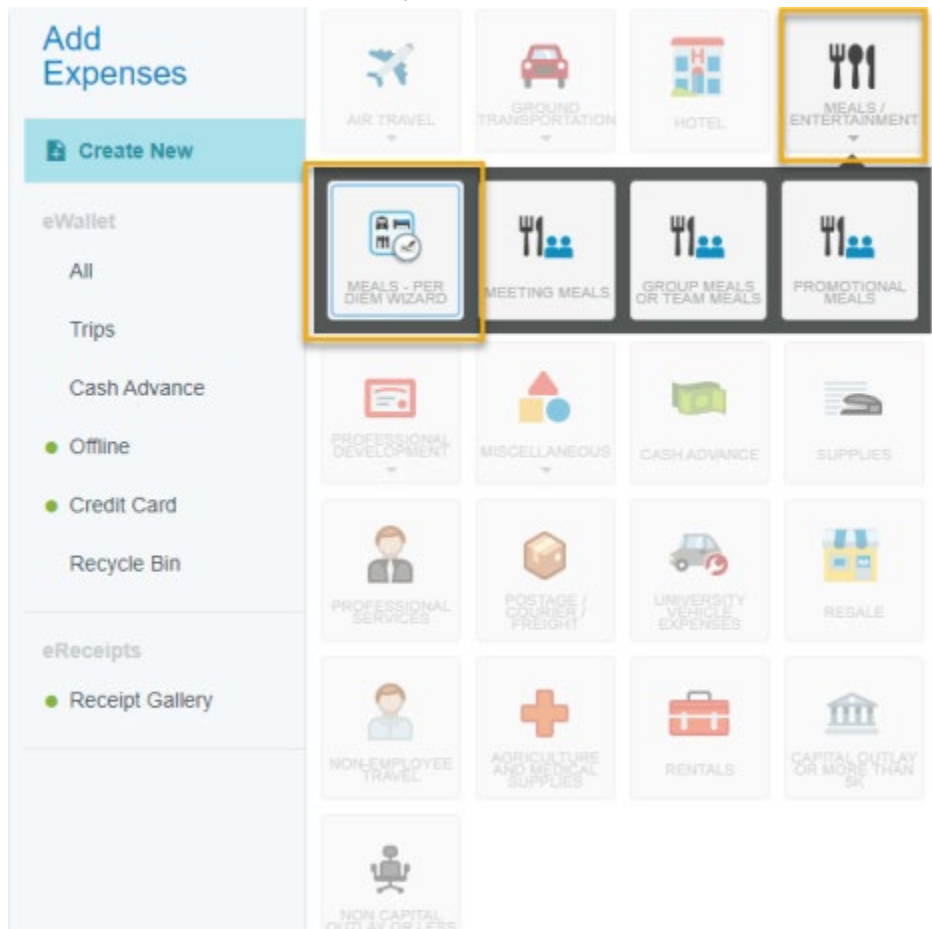 Add
Expenses
Create New
eWallet
All
Trips
Cash Advance
Offline
Credit Card
Recycle Bin
eReceipts
Receipt Gallery
AIR TRAVEL
GROUND
TRANSPORTATION
HOTEL
MEALS /
ENTERTAINMENT
MEALS - PER
DIEM WIZARD
MEETING MEALS
GROUP MEALS
OR TEAM MEALS
PROMOTIONAL
MEALS
PROFESSIONAL
DEVELOPMENT
MISCELLANEOUS
CASH ADVANCE
SUPPLIES
PROFESSIONAL
SERVICES
POSTAGE /
COURIER /
FREIGHT
UNIVERSITY
VEHICLE
EXPENSES
RESALE
NON-EMPLOYEE
TRAVEL
AGRICULTURE
AND MEDICAL
SUPPLIES
RENTALS
CAPITAL OUTLAY
OR MORE THAN
5K
NON CAPITAL
OUTLAY OR LESS